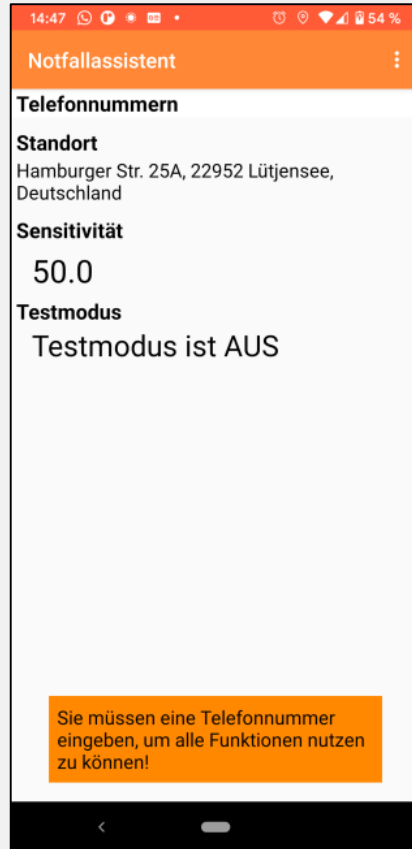 14:47 54 %
Notfallassistent
Telefonnummern
Standort
Hamburger Str. 25A, 22952 Lütjensee,
Deutschland
Sensitivität
50.0
Testmodus
Testmodus ist AUS
Sie müssen eine Telefonnummer
eingeben, um alle Funktionen nutzen
zu können!